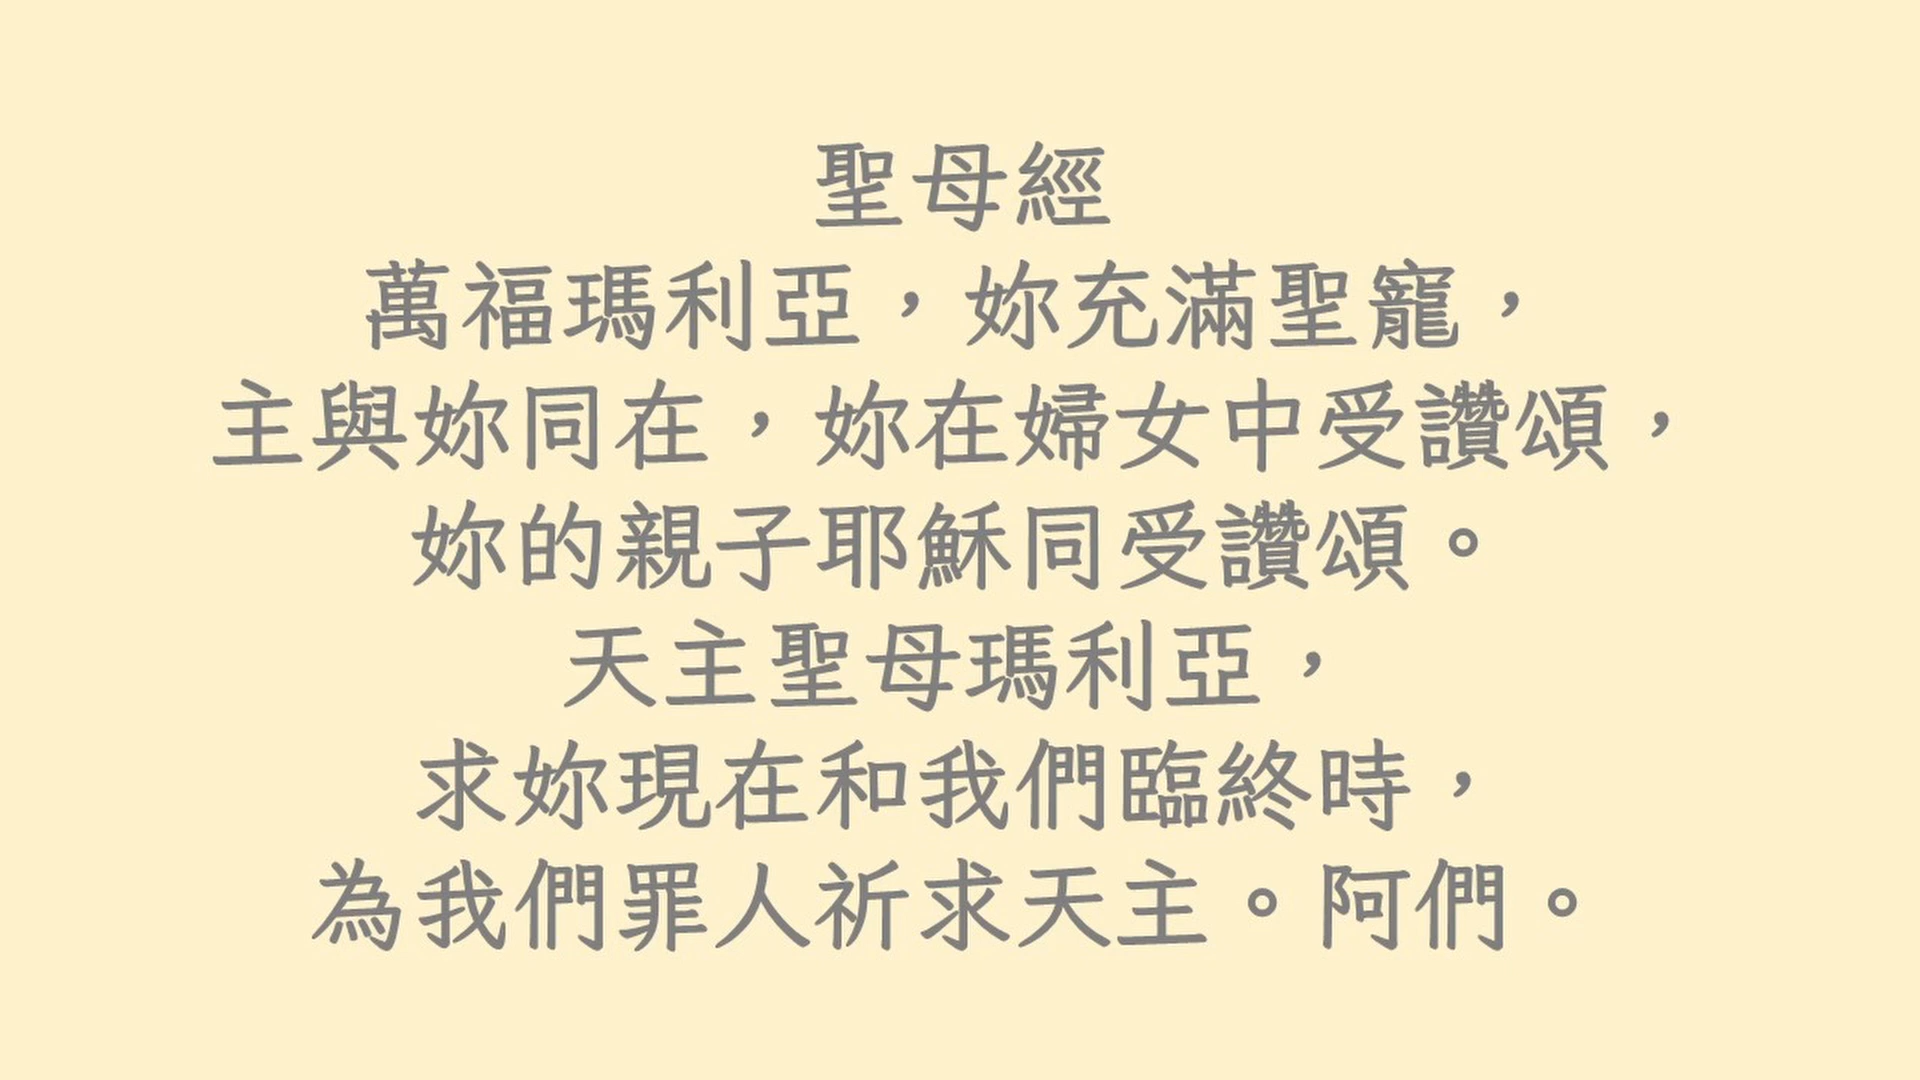 聖母經
萬福瑪利亞，妳充滿聖寵，
主與妳同在，妳在婦女中受讚頌，
妳的親子耶穌同受讚頌。
天主聖母瑪利亞，
求妳現在和我們臨終時，
為我們罪人祈求天主。阿們。